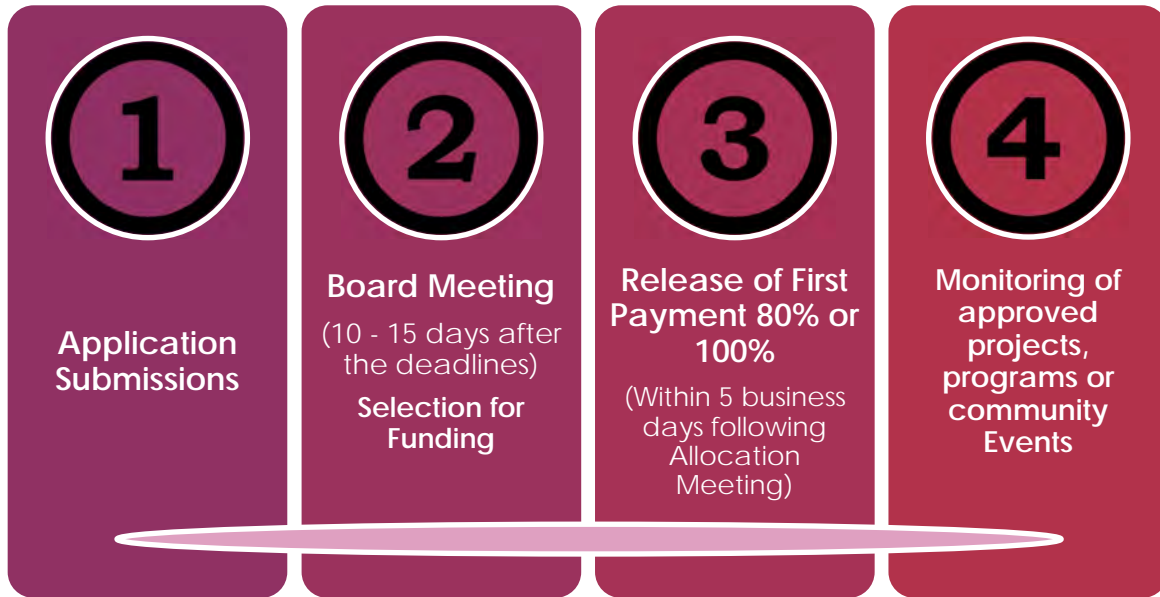 1
Application
Submissions
2
Board Meeting
(10 - 15 days after
the deadlines)
Selection for
Funding
3
Release of First
Payment 80% or
100%
(Within 5 business
days following
Allocation
Meeting)
4
Monitoring of
approved
projects,
programs or
community
Events